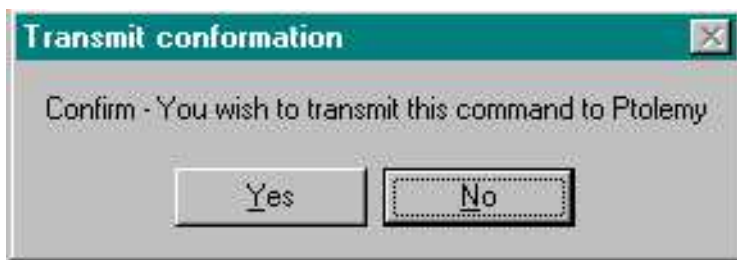 Transmit conformation
Confirm - You wish to transmit this command to Ptolemy
Yes
No